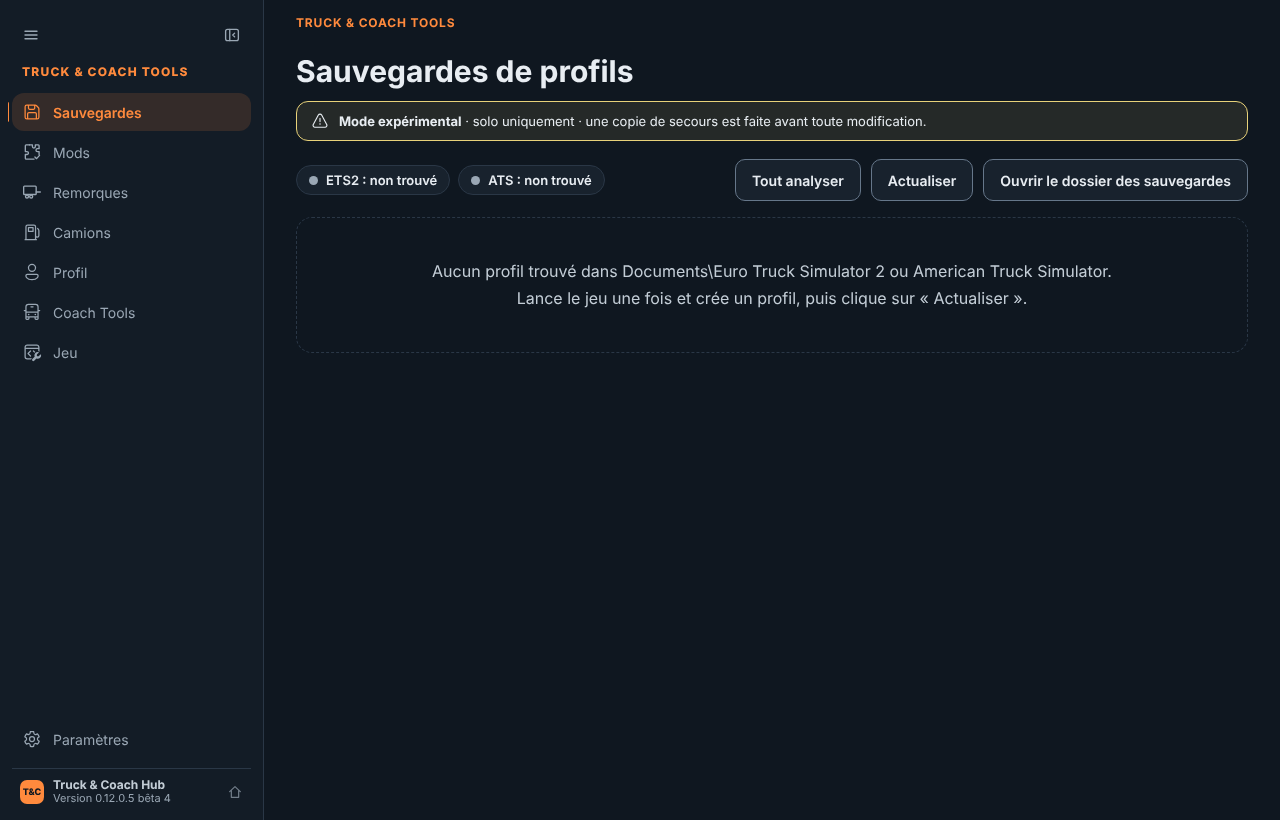 TRUCK & COACH TOOLS
Sauvegardes
Mods
Remorques
Camions
Profil
Coach Tools
Jeu
Paramètres
T&C
Truck & Coach Hub
Version 0.12.0.5 bêta 4
TRUCK & COACH TOOLS
Sauvegardes de profils
Mode expérimental · solo uniquement · une copie de secours est faite avant toute modification.
ETS2 : non trouvé
ATS : non trouvé
Tout analyser
Actualiser
Ouvrir le dossier des sauvegardes
Aucun profil trouvé dans Documents\Euro Truck Simulator 2 ou American Truck Simulator.
Lance le jeu une fois et crée un profil, puis clique sur « Actualiser ».